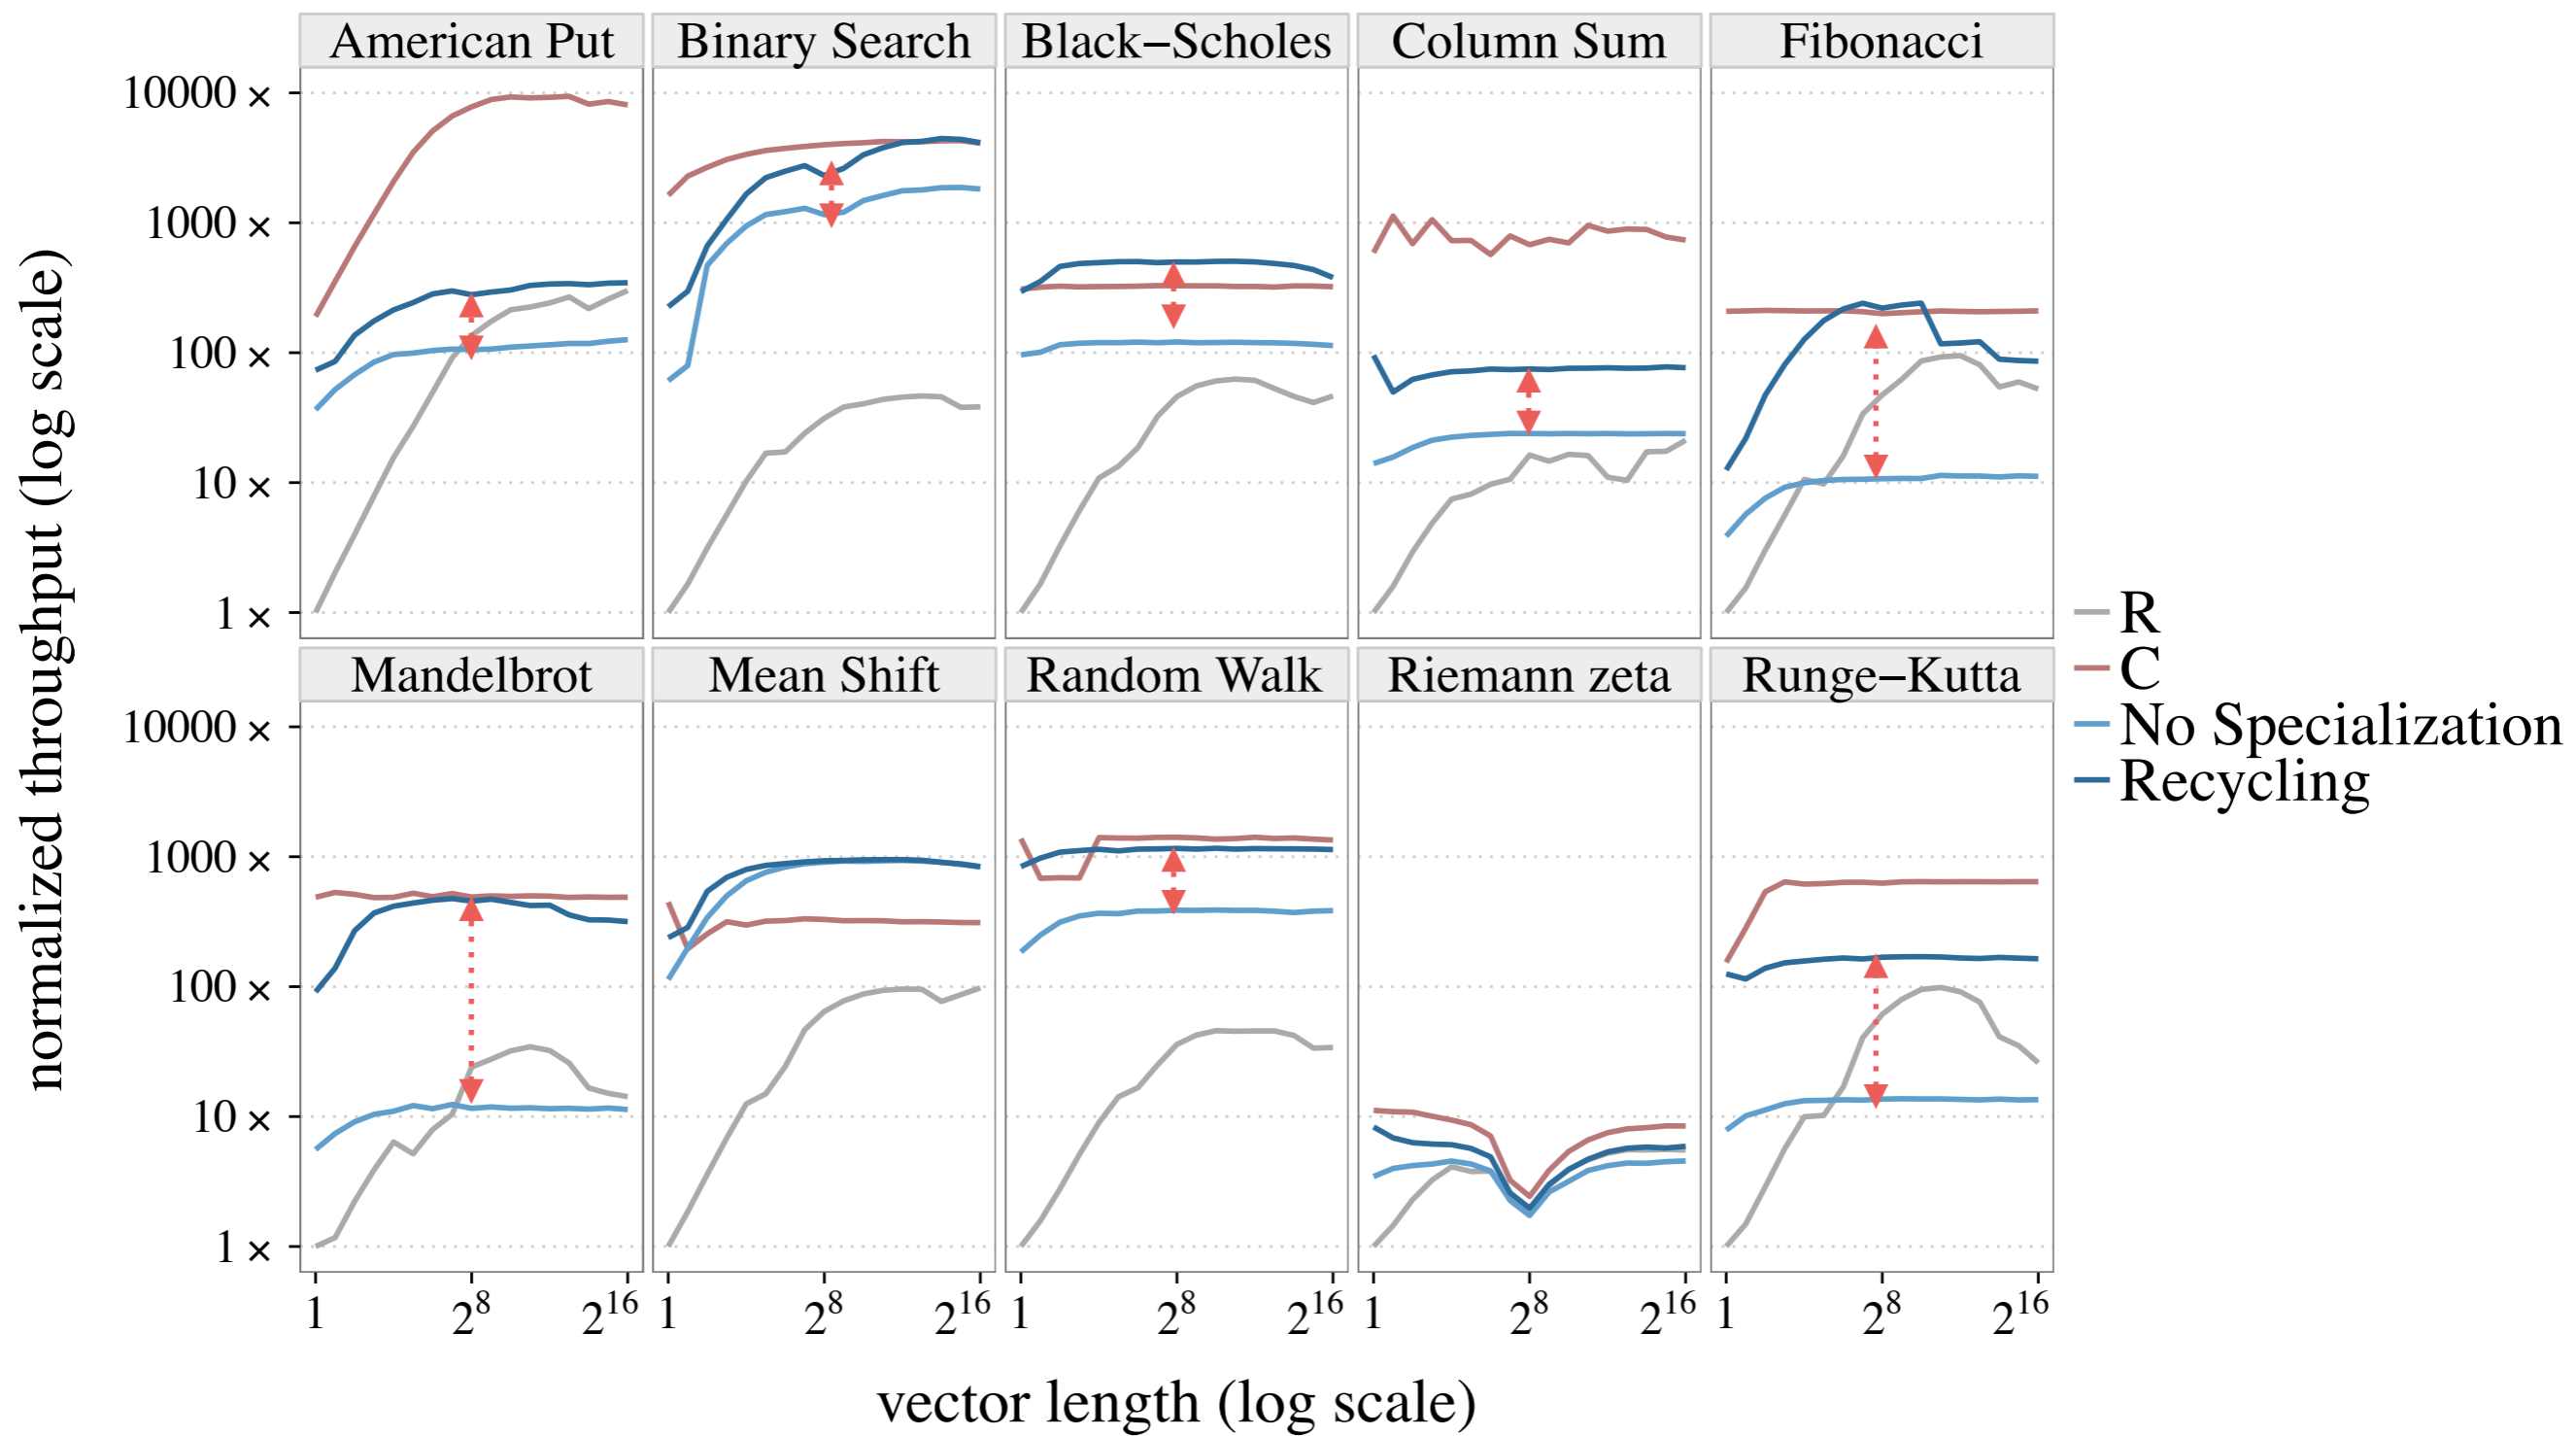 American Put
Binary Search
Black−Scholes
Column Sum
Fibonacci
10000 ×
1000 ×
100 ×
10 ×
1 ×
Mandelbrot
Mean Shift
Random Walk
Riemann zeta
Runge−Kutta
10000 ×
1000 ×
100 ×
10 ×
1 ×
1 2^8 2^16
1 2^8 2^16
1 2^8 2^16
1 2^8 2^16
1 2^8 2^16
vector length (log scale)
normalized throughput (log scale)
R
C
No Specialization
Recycling